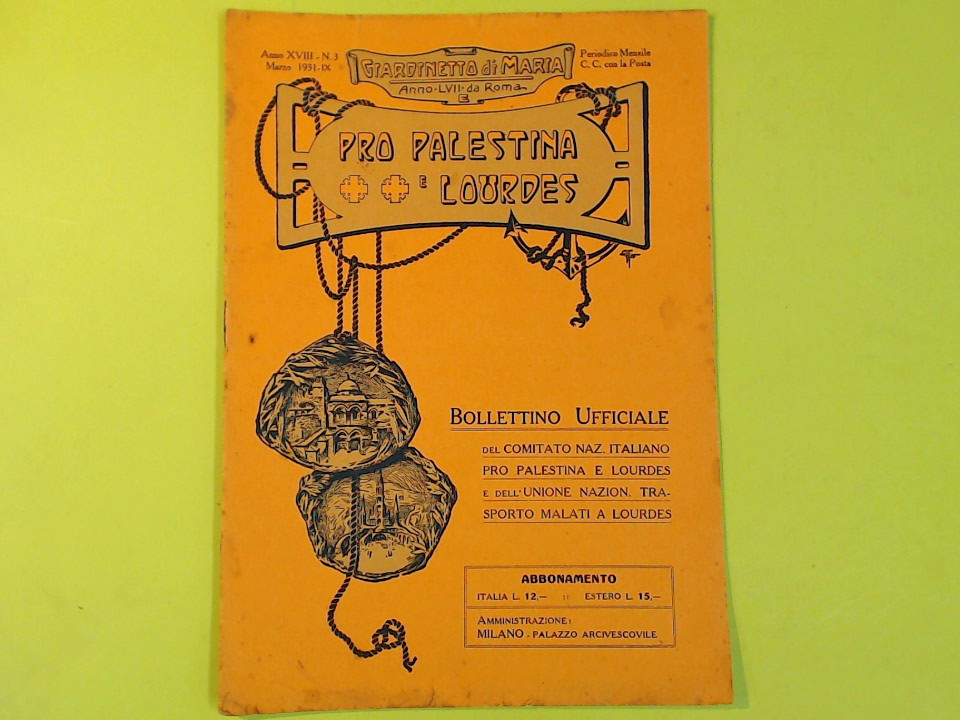 Anno XVIII - N. 3
Marzo 1931-IX
GIARDINETTO di MARIA
Anno·LVII·da Roma
E
Periodico Mensile
C. C. con la Posta
PRO PALESTINA
E LOURDES
BOLLETTINO UFFICIALE
DEL COMITATO NAZ. ITALIANO
PRO PALESTINA E LOURDES
E DELL'UNIONE NAZION. TRA-
SPORTO MALATI A LOURDES
ABBONAMENTO
ITALIA L. 12,— :: ESTERO L. 15,—
AMMINISTRAZIONE:
MILANO - PALAZZO ARCIVESCOVILE